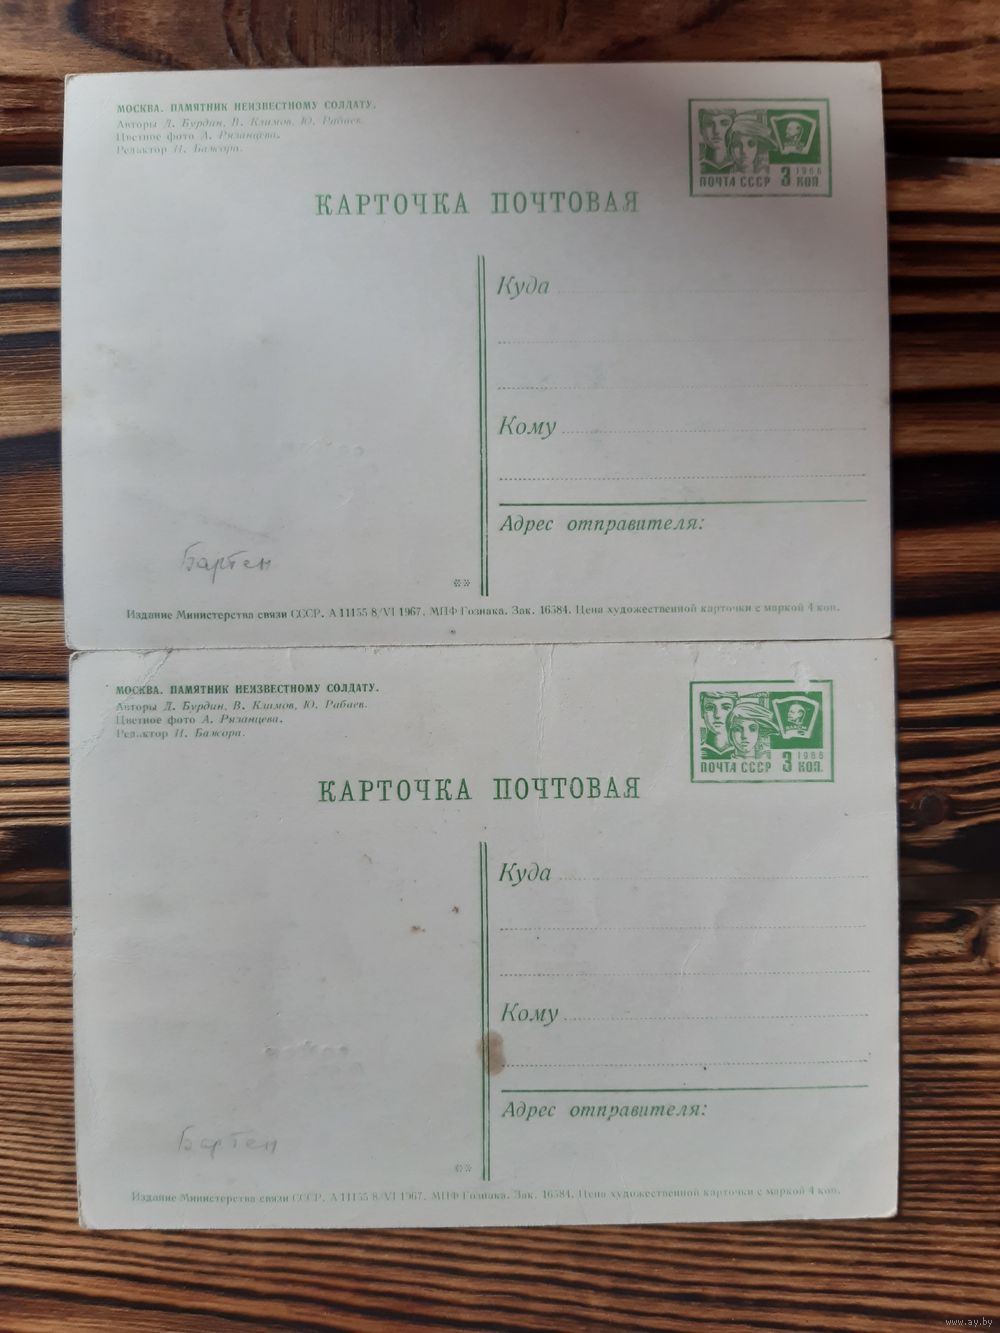 МОСКВА. ПАМЯТНИК НЕИЗВЕСТНОМУ СОЛДАТУ.
Авторы Д. Бурдин, В. Климов, Ю. Рабаев.
Цветное фото А. Рязанцева.
Редактор И. Бажора.
1966
ПОЧТА СССР 3 КОП.
КАРТОЧКА ПОЧТОВАЯ
Куда
Кому
Адрес отправителя:
Бартен
**
Издание Министерства связи СССР. А 11155 8/VI 1967. МПФ Гознака. Зак. 16584. Цена художественной карточки с маркой 4 коп.
МОСКВА. ПАМЯТНИК НЕИЗВЕСТНОМУ СОЛДАТУ.
Авторы Д. Бурдин, В. Климов, Ю. Рабаев.
Цветное фото А. Рязанцева.
Редактор И. Бажора.
1966
ПОЧТА СССР 3 КОП.
КАРТОЧКА ПОЧТОВАЯ
Куда
Кому
Адрес отправителя:
Бартен
**
Издание Министерства связи СССР. А 11155 8/VI 1967. МПФ Гознака. Зак. 16584. Цена художественной карточки с маркой 4 коп.
www.ay.by